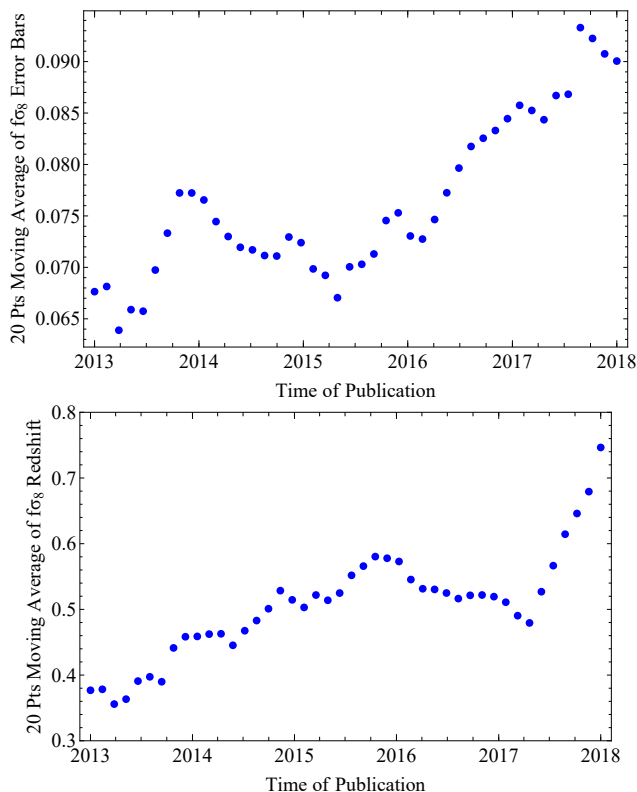 20 Pts Moving Average of fσ₈ Error Bars
0.090
0.085
0.080
0.075
0.070
0.065
2013 2014 2015 2016 2017 2018
Time of Publication
20 Pts Moving Average of fσ₈ Redshift
0.8
0.7
0.6
0.5
0.4
0.3
2013 2014 2015 2016 2017 2018
Time of Publication